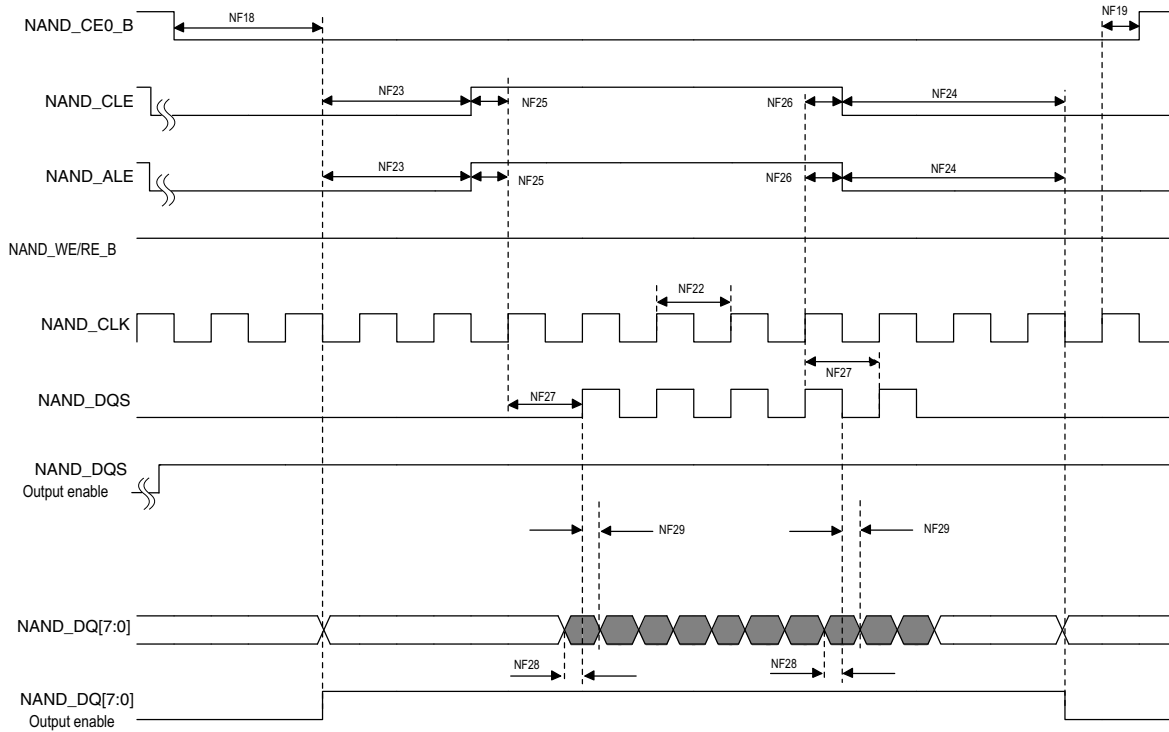 NAND_CE0_B
NF18
NF19
NAND_CLE
NF23
NF25
NF26
NF24
NAND_ALE
NF23
NF25
NF26
NF24
NAND_WE/RE_B
NAND_CLK
NF22
NAND_DQS
NF27
NF27
NAND_DQS
Output enable
NF29
NF29
NAND_DQ[7:0]
NF28
NF28
NAND_DQ[7:0]
Output enable